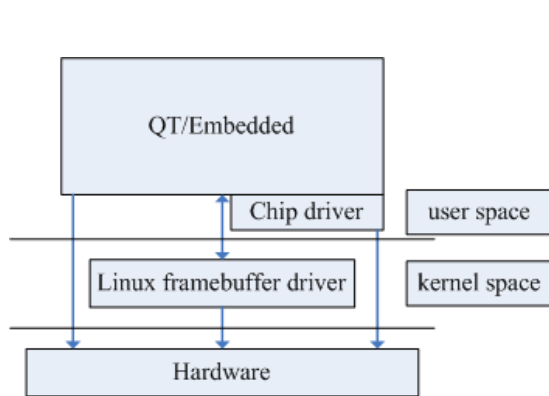 QT/Embedded
Chip driver
user space
Linux framebuffer driver
kernel space
Hardware